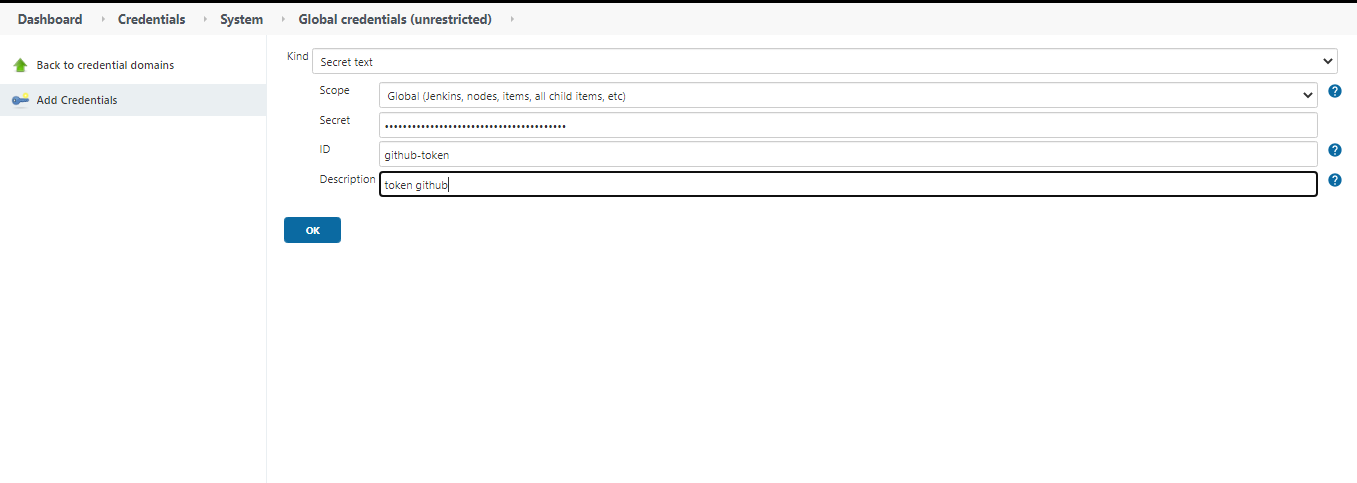 Dashboard Credentials System Global credentials (unrestricted)
Back to credential domains
Add Credentials
Kind Secret text
Scope Global (Jenkins, nodes, items, all child items, etc)
Secret ••••••••••••••••••••••••••••••••••••••••
ID github-token
Description token github
OK